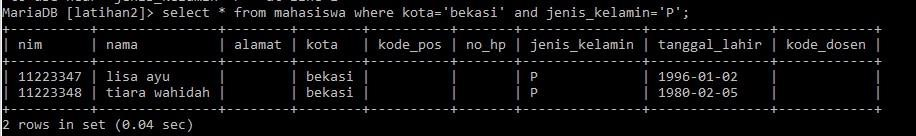 MariaDB [latihan2]> select * from mahasiswa where kota='bekasi' and jenis_kelamin='P';
+----------+---------------+--------+--------+----------+-------+---------------+---------------+------------+
| nim      | nama          | alamat | kota   | kode_pos | no_hp | jenis_kelamin | tanggal_lahir | kode_dosen |
+----------+---------------+--------+--------+----------+-------+---------------+---------------+------------+
| 11223347 | lisa ayu      |        | bekasi |          |       | P             | 1996-01-02    |            |
| 11223348 | tiara wahidah |        | bekasi |          |       | P             | 1980-02-05    |            |
+----------+---------------+--------+--------+----------+-------+---------------+---------------+------------+
2 rows in set (0.04 sec)